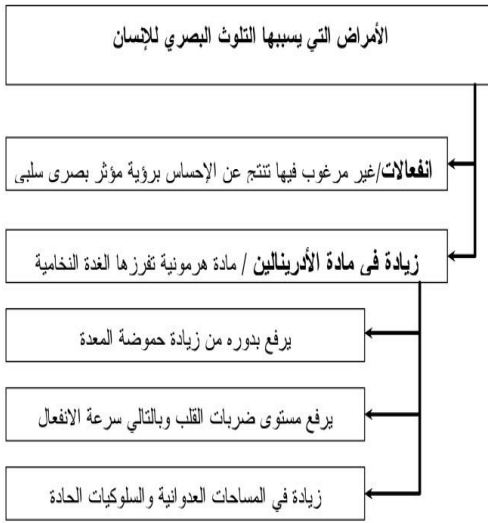 الأمراض التي يسببها التلوث البصري للإنسان
انفعالات/غير مرغوب فيها تنتج عن الإحساس برؤية مؤثر بصرى سلبى
زيادة فى مادة الأدرينالين / مادة هرمونية تفرزها الغدة النخامية
يرفع بدوره من زيادة حموضة المعدة
يرفع مستوى ضربات القلب وبالتالي سرعة الانفعال
زيادة في المساحات العدوانية والسلوكيات الحادة